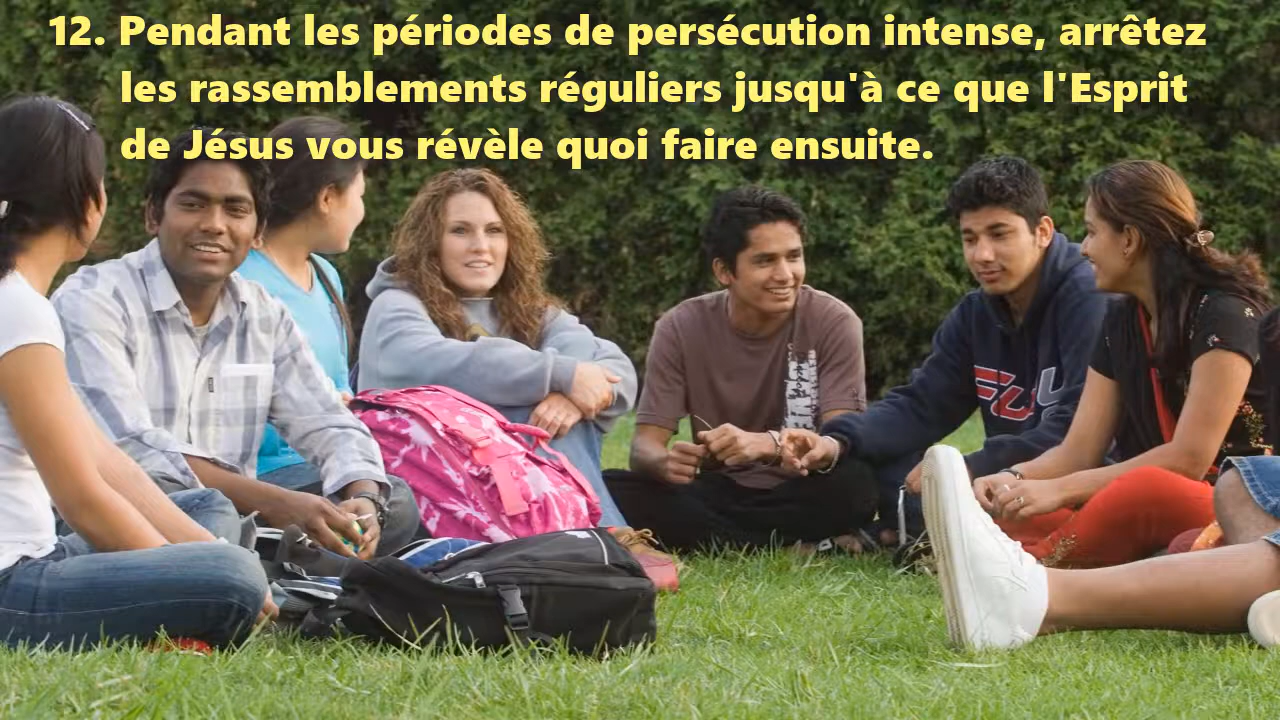 12. Pendant les périodes de persécution intense, arrêtez
les rassemblements réguliers jusqu'à ce que l'Esprit
de Jésus vous révèle quoi faire ensuite.